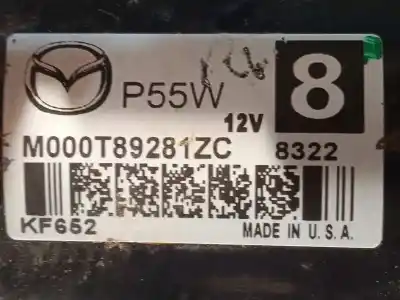 P55W
8
12V
M000T89281ZC 8322
KF652
MADE IN U.S.A.